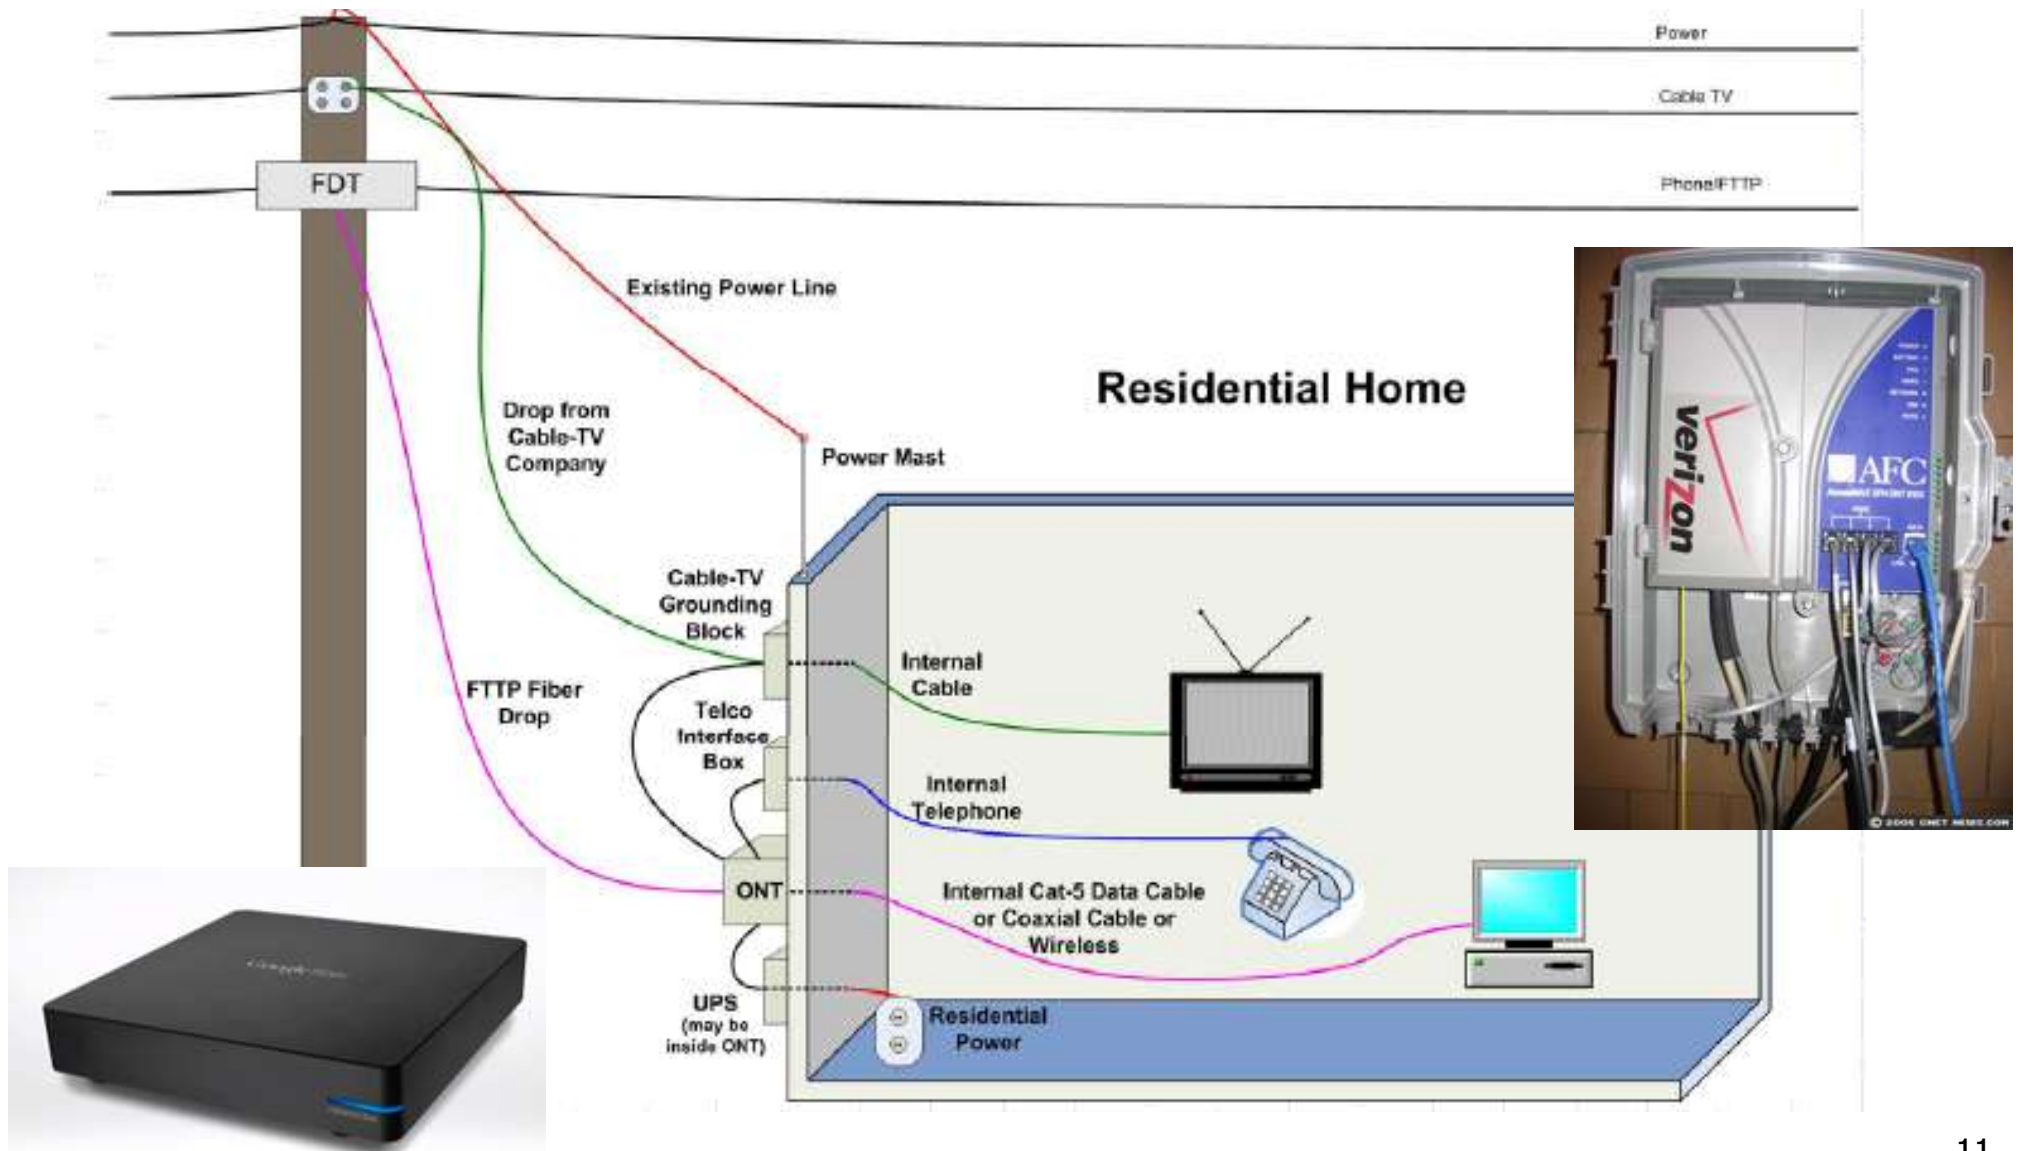 Power
Cable TV
Phone/FTTP
FDT
Existing Power Line
Residential Home
Drop from
Cable-TV
Company
Power Mast
verizon
AFC
Cable-TV
Grounding
Block
Internal
Cable
FTTP Fiber
Drop
Telco
Interface
Box
Internal
Telephone
ONT
Internal Cat-5 Data Cable
or Coaxial Cable or
Wireless
UPS
(may be
inside ONT)
Residential
Power
11